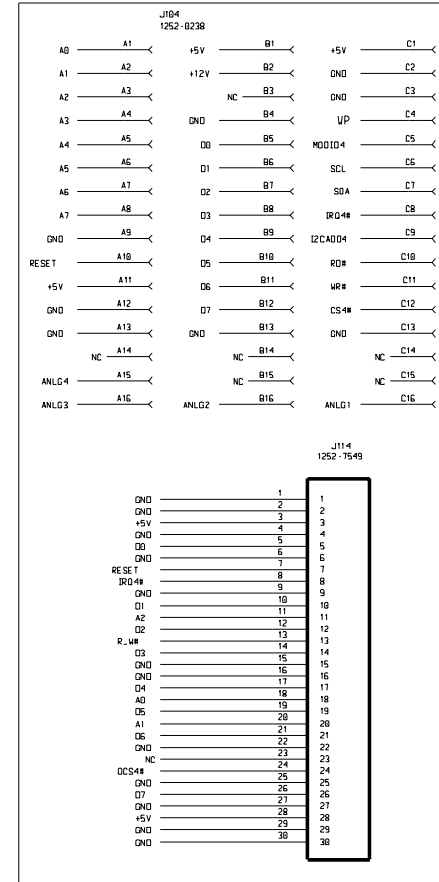 J104
1252-0238
A0 A1 +5V B1 +5V C1
A1 A2 +12V B2 GND C2
A2 A3 NC B3 GND C3
A3 A4 GND B4 WP C4
A4 A5 D0 B5 MODID4 C5
A5 A6 D1 B6 SCL C6
A6 A7 D2 B7 SDA C7
A7 A8 D3 B8 IRQ4# C8
GND A9 D4 B9 I2CADD4 C9
RESET A10 D5 B10 RD# C10
+5V A11 D6 B11 WR# C11
GND A12 D7 B12 CS4# C12
GND A13 GND B13 GND C13
NC A14 NC B14 NC C14
ANLG4 A15 NC B15 NC C15
ANLG3 A16 ANLG2 B16 ANLG1 C16
J114
1252-7549
GND 1 1
GND 2 2
+5V 3 3
GND 4 4
D0 5 5
GND 6 6
RESET 7 7
IRQ4# 8 8
GND 9 9
D1 10 10
A2 11 11
D2 12 12
R_W# 13 13
D3 14 14
GND 15 15
GND 16 16
D4 17 17
A0 18 18
D5 19 19
A1 20 20
D6 21 21
GND 22 22
NC 23 23
OCS4# 24 24
GND 25 25
D7 26 26
GND 27 27
+5V 28 28
GND 29 29
GND 30 30